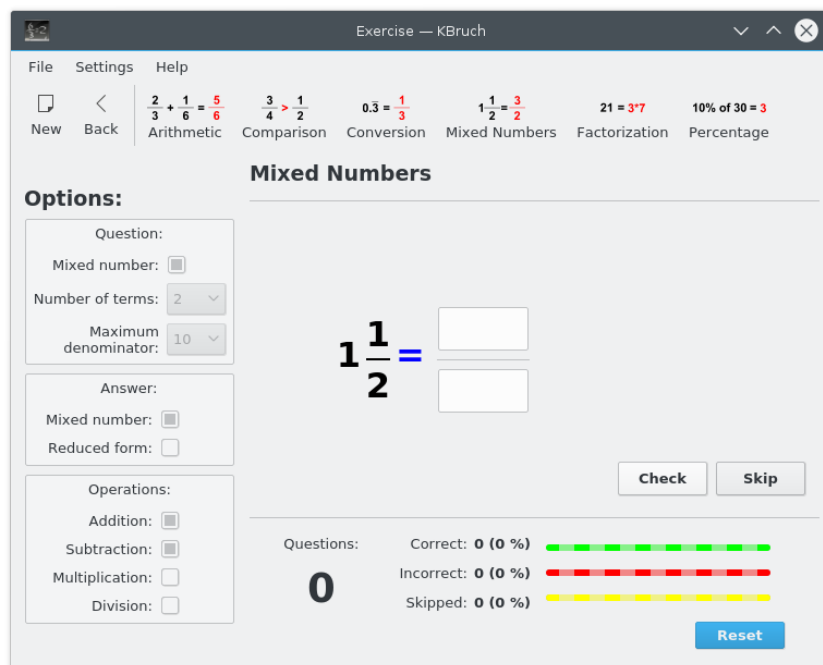 Exercise — KBruch
File Settings Help
New Back
2/3 + 1/6 = 5/6 Arithmetic
3/4 > 1/2 Comparison
0.3̅ = 1/3 Conversion
1 1/2 = 3/2 Mixed Numbers
21 = 3*7 Factorization
10% of 30 = 3 Percentage
Options:
Question:
Mixed number:
Number of terms: 2
Maximum
denominator: 10
Answer:
Mixed number:
Reduced form:
Operations:
Addition:
Subtraction:
Multiplication:
Division:
Mixed Numbers
1 1/2 =
Check Skip
Questions:
0
Correct: 0 (0 %)
Incorrect: 0 (0 %)
Skipped: 0 (0 %)
Reset